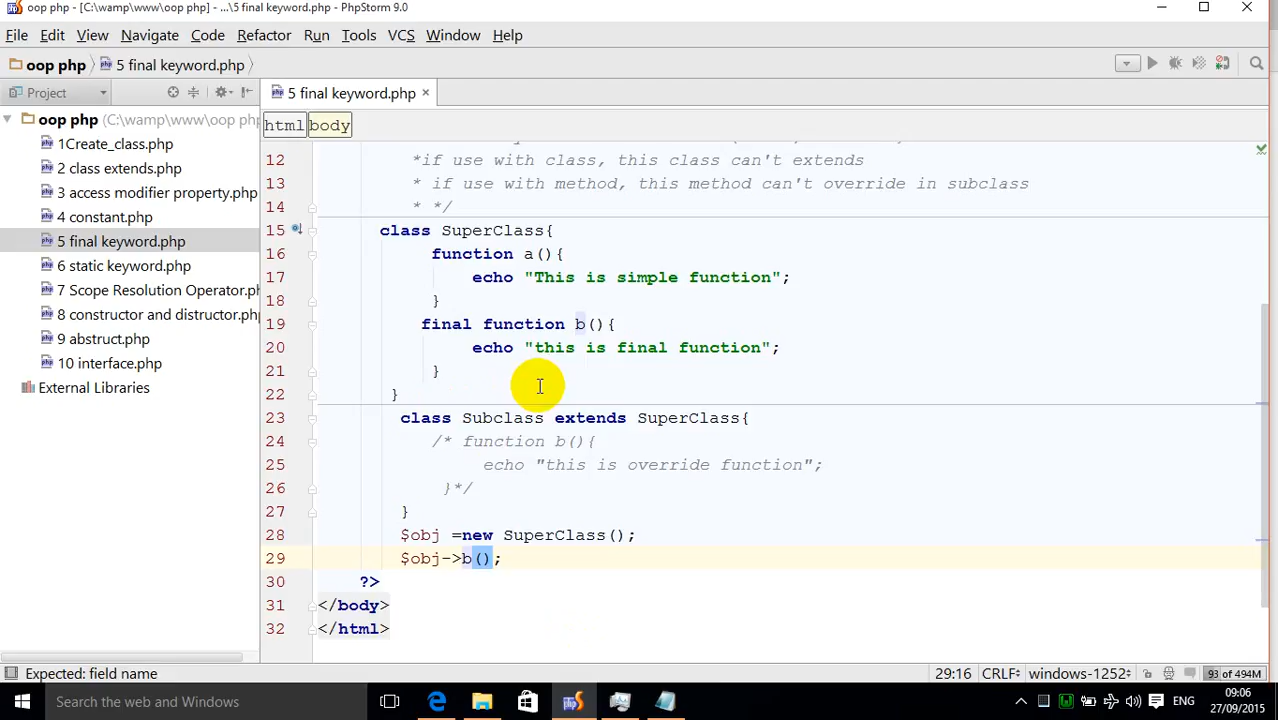 oop php - [C:\wamp\www\oop php] - ...\5 final keyword.php - PhpStorm 9.0
File Edit View Navigate Code Refactor Run Tools VCS Window Help
oop php 5 final keyword.php
Project
5 final keyword.php
html body
oop php (C:\wamp\www\oop php
1Create_class.php
2 class extends.php
3 access modifier property.php
4 constant.php
5 final keyword.php
6 static keyword.php
7 Scope Resolution Operator.ph
8 constructor and distructor.php
9 abstruct.php
10 interface.php
External Libraries
12 *if use with class, this class can't extends
13 * if use with method, this method can't override in subclass
14 * */
15 class SuperClass{
16 function a(){
17 echo "This is simple function";
18 }
19 final function b(){
20 echo "this is final function";
21 }
22 }
23 class Subclass extends SuperClass{
24 /* function b(){
25 echo "this is override function";
26 }*/
27 }
28 $obj =new SuperClass();
29 $obj->b();
30 ?>
31 </body>
32 </html>
Expected: field name 29:16 CRLF÷ windows-1252÷ 93 of 494M
Search the web and Windows
ENG
09:06
27/09/2015